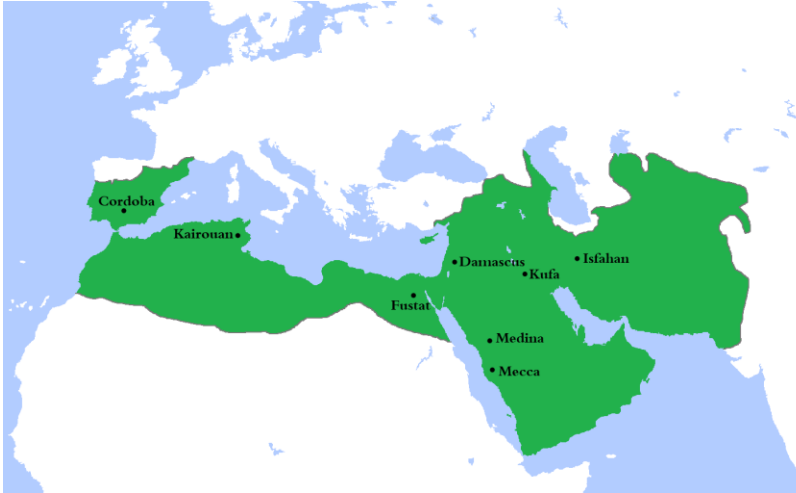 Cordoba
Kairouan
Damascus
Isfahan
Kufa
Fustat
Medina
Mecca